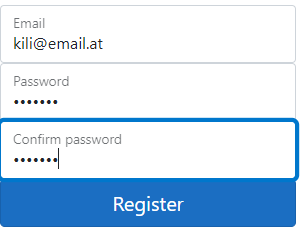 Email
kili@email.at
Password
•••••••
Confirm password
•••••••
Register